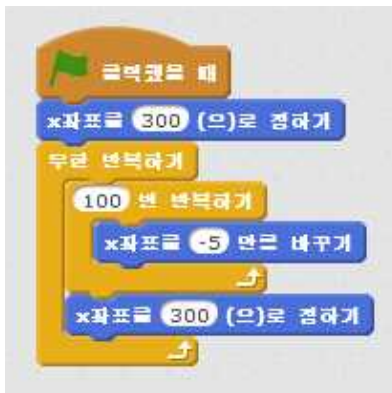 클릭했을 때
x좌표를 300 (으)로 정하기
무한 반복하기
100 번 반복하기
x좌표를 -5 만큼 바꾸기
x좌표를 300 (으)로 정하기